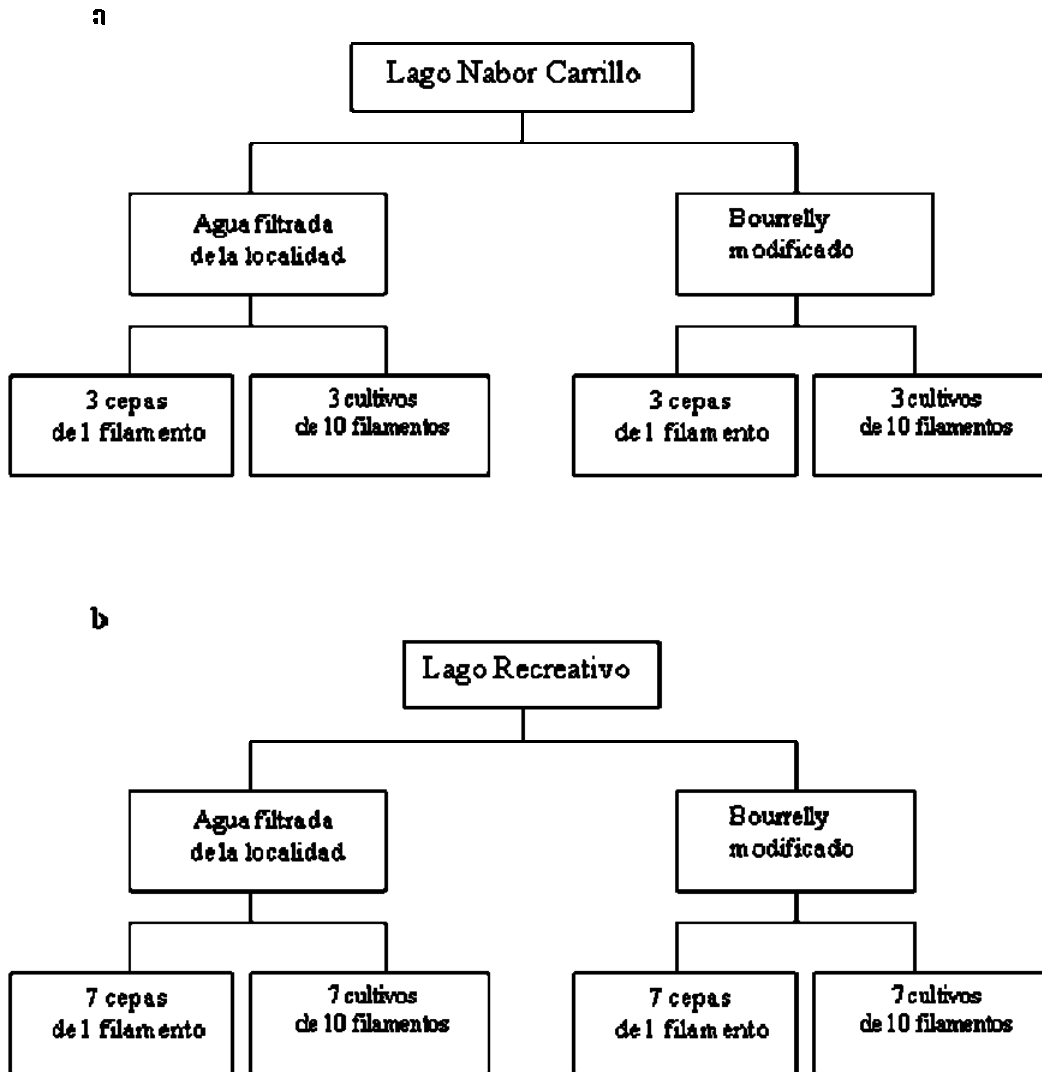 a
Lago Nabor Carrillo
Agua filtrada
de la localidad
Bourrelly
modificado
3 cepas
de 1 filamento
3 cultivos
de 10 filamentos
3 cepas
de 1 filamento
3 cultivos
de 10 filamentos
b
Lago Recreativo
Agua filtrada
de la localidad
Bourrelly
modificado
7 cepas
de 1 filamento
7 cultivos
de 10 filamentos
7 cepas
de 1 filamento
7 cultivos
de 10 filamentos